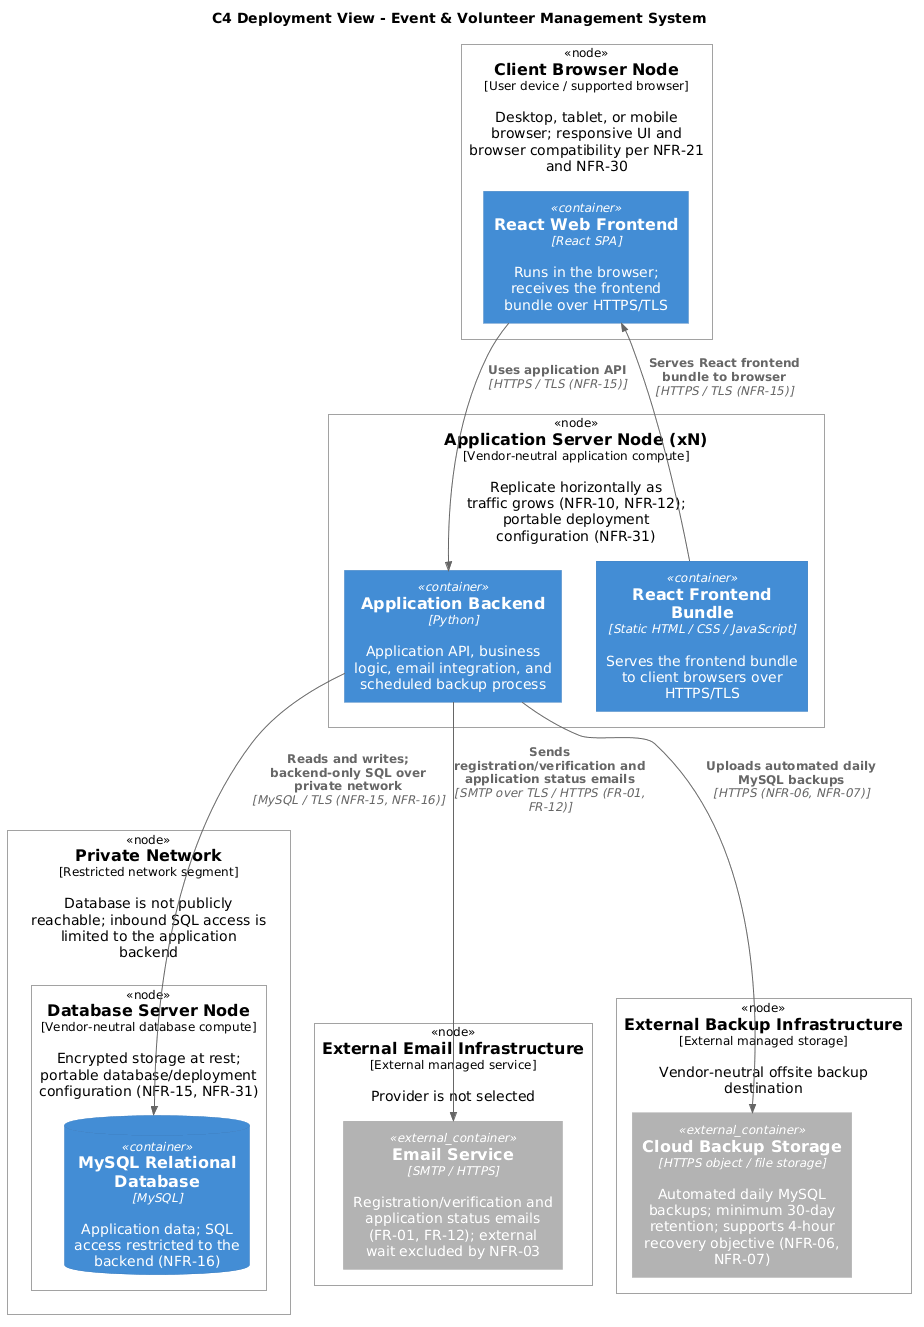 C4 Deployment View - Event & Volunteer Management System
«node»
Client Browser Node
[User device / supported browser]
Desktop, tablet, or mobile
browser; responsive UI and
browser compatibility per NFR-21
and NFR-30
«container»
React Web Frontend
[React SPA]
Runs in the browser;
receives the frontend
bundle over HTTPS/TLS
Uses application API
[HTTPS / TLS (NFR-15)]
Serves React frontend
bundle to browser
[HTTPS / TLS (NFR-15)]
«node»
Application Server Node (xN)
[Vendor-neutral application compute]
Replicate horizontally as
traffic grows (NFR-10, NFR-12);
portable deployment
configuration (NFR-31)
«container»
Application Backend
[Python]
Application API, business
logic, email integration, and
scheduled backup process
«container»
React Frontend
Bundle
[Static HTML / CSS / JavaScript]
Serves the frontend bundle
to client browsers over
HTTPS/TLS
Reads and writes;
backend-only SQL over
private network
[MySQL / TLS (NFR-15, NFR-16)]
Sends
registration/verification and
application status emails
[SMTP over TLS / HTTPS (FR-01,
FR-12)]
Uploads automated daily
MySQL backups
[HTTPS (NFR-06, NFR-07)]
«node»
Private Network
[Restricted network segment]
Database is not publicly
reachable; inbound SQL access is
limited to the application
backend
«node»
Database Server Node
[Vendor-neutral database compute]
Encrypted storage at rest;
portable database/deployment
configuration (NFR-15, NFR-31)
«container»
MySQL Relational
Database
[MySQL]
Application data; SQL
access restricted to the
backend (NFR-16)
«node»
External Email Infrastructure
[External managed service]
Provider is not selected
«external_container»
Email Service
[SMTP / HTTPS]
Registration/verification and
application status emails
(FR-01, FR-12); external
wait excluded by NFR-03
«node»
External Backup Infrastructure
[External managed storage]
Vendor-neutral offsite backup
destination
«external_container»
Cloud Backup Storage
[HTTPS object / file storage]
Automated daily MySQL
backups; minimum 30-day
retention; supports 4-hour
recovery objective (NFR-06,
NFR-07)